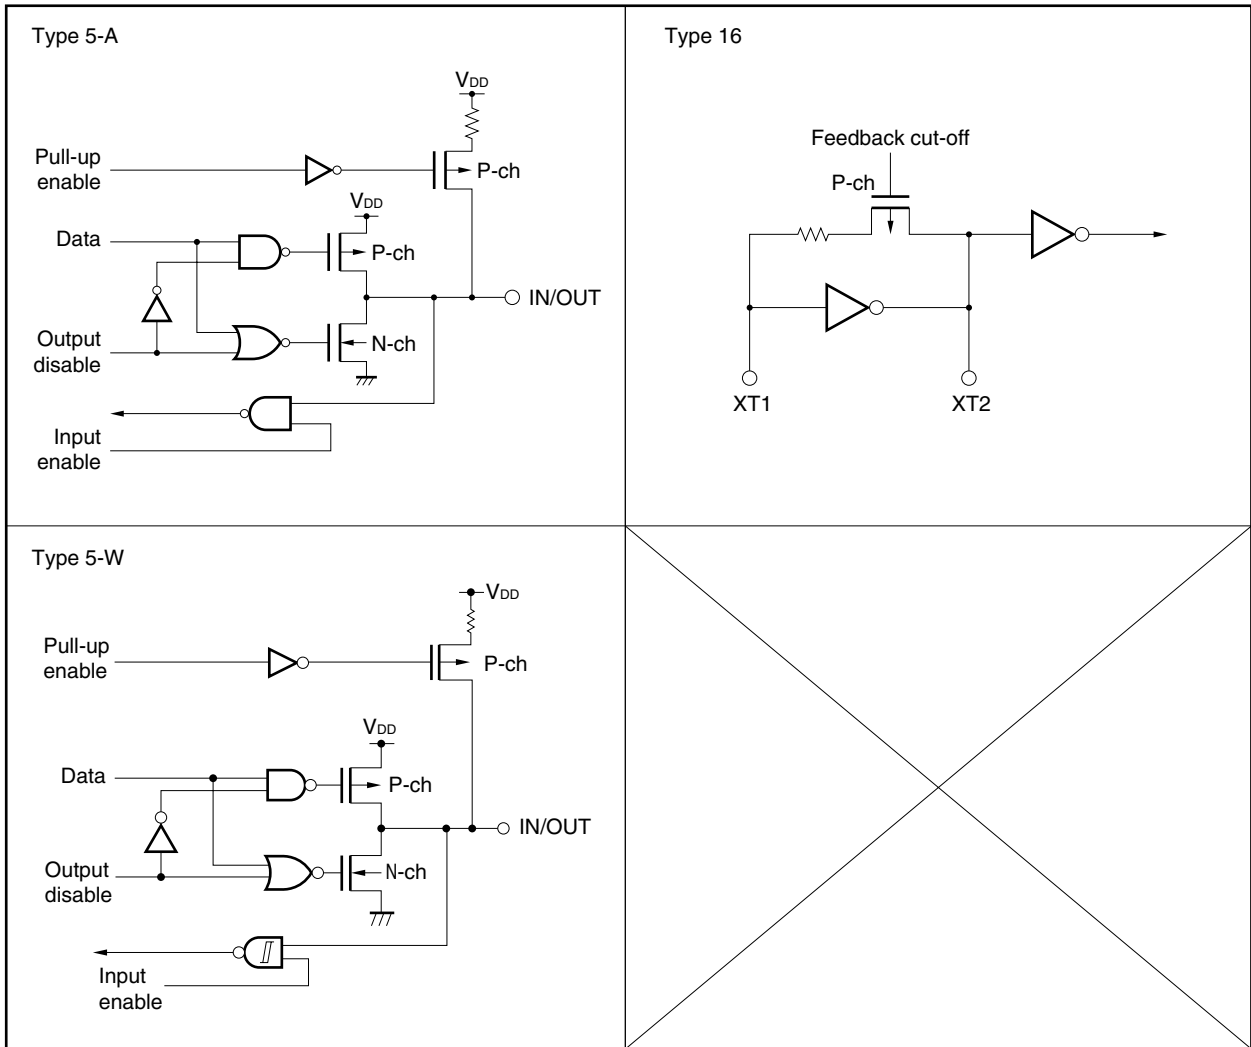 Type 5-A
VDD
Pull-up
enable
P-ch
VDD
Data
P-ch
IN/OUT
Output
disable
N-ch
Input
enable
Type 16
Feedback cut-off
P-ch
XT1
XT2
Type 5-W
VDD
Pull-up
enable
P-ch
VDD
Data
P-ch
IN/OUT
Output
disable
N-ch
Input
enable